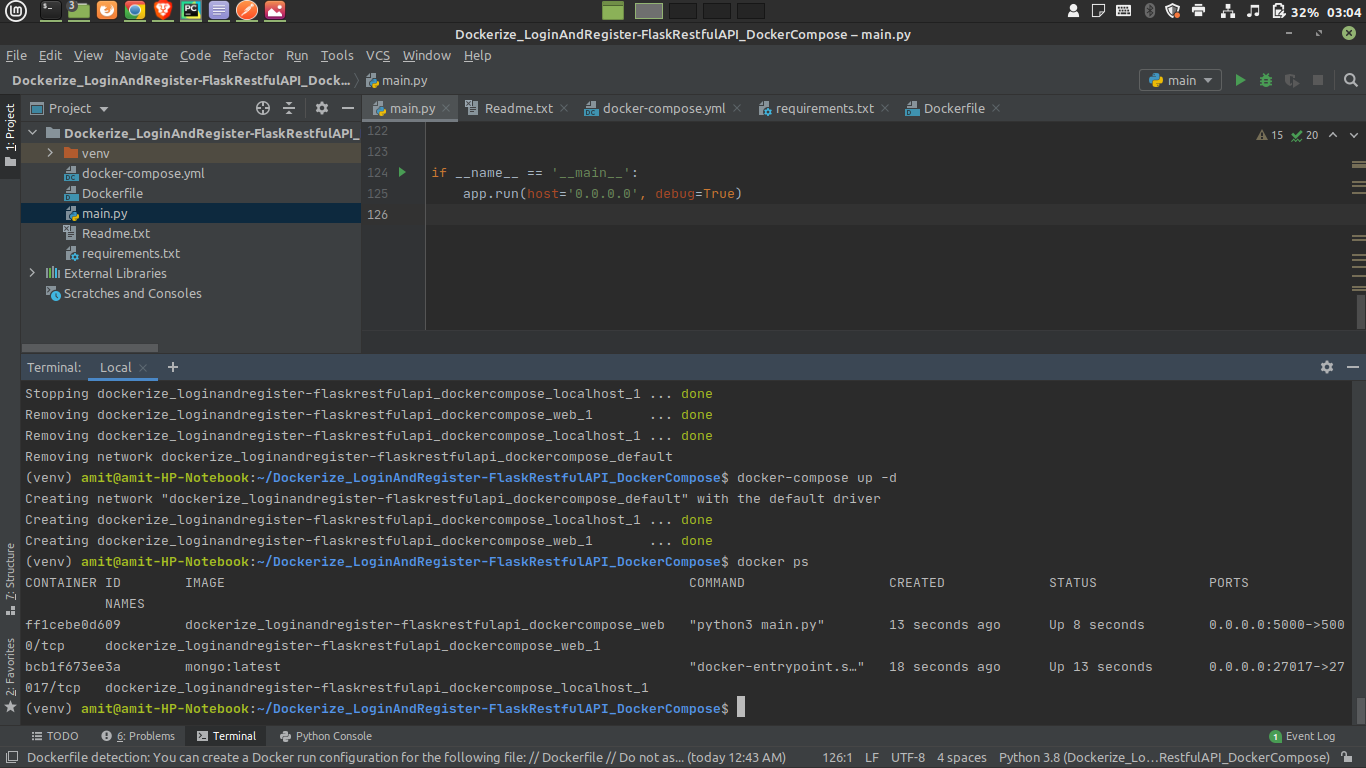 3
32% 03:04
Dockerize_LoginAndRegister-FlaskRestfulAPI_DockerCompose – main.py
File Edit View Navigate Code Refactor Run Tools VCS Window Help
Dockerize_LoginAndRegister-FlaskRestfulAPI_Dock... main.py main
Project main.py Readme.txt docker-compose.yml requirements.txt Dockerfile
1: Project
Dockerize_LoginAndRegister-FlaskRestfulAPI_
venv
docker-compose.yml
Dockerfile
main.py
Readme.txt
requirements.txt
External Libraries
Scratches and Consoles
122
15 20
123
124 if __name__ == '__main__':
125 app.run(host='0.0.0.0', debug=True)
126
Terminal: Local +
Stopping dockerize_loginandregister-flaskrestfulapi_dockercompose_localhost_1 ... done
Removing dockerize_loginandregister-flaskrestfulapi_dockercompose_web_1 ... done
Removing dockerize_loginandregister-flaskrestfulapi_dockercompose_localhost_1 ... done
Removing network dockerize_loginandregister-flaskrestfulapi_dockercompose_default
(venv) amit@amit-HP-Notebook:~/Dockerize_LoginAndRegister-FlaskRestfulAPI_DockerCompose$ docker-compose up -d
Creating network "dockerize_loginandregister-flaskrestfulapi_dockercompose_default" with the default driver
Creating dockerize_loginandregister-flaskrestfulapi_dockercompose_localhost_1 ... done
Creating dockerize_loginandregister-flaskrestfulapi_dockercompose_web_1 ... done
(venv) amit@amit-HP-Notebook:~/Dockerize_LoginAndRegister-FlaskRestfulAPI_DockerCompose$ docker ps
CONTAINER ID IMAGE COMMAND CREATED STATUS PORTS
NAMES
ff1cebe0d609 dockerize_loginandregister-flaskrestfulapi_dockercompose_web "python3 main.py" 13 seconds ago Up 8 seconds 0.0.0.0:5000->500
0/tcp dockerize_loginandregister-flaskrestfulapi_dockercompose_web_1
bcb1f673ee3a mongo:latest "docker-entrypoint.s…" 18 seconds ago Up 13 seconds 0.0.0.0:27017->27
017/tcp dockerize_loginandregister-flaskrestfulapi_dockercompose_localhost_1
(venv) amit@amit-HP-Notebook:~/Dockerize_LoginAndRegister-FlaskRestfulAPI_DockerCompose$
7: Structure
2: Favorites
TODO 6: Problems Terminal Python Console 1 Event Log
Dockerfile detection: You can create a Docker run configuration for the following file: // Dockerfile // Do not as... (today 12:43 AM) 126:1 LF UTF-8 4 spaces Python 3.8 (Dockerize_Lo...RestfulAPI_DockerCompose)